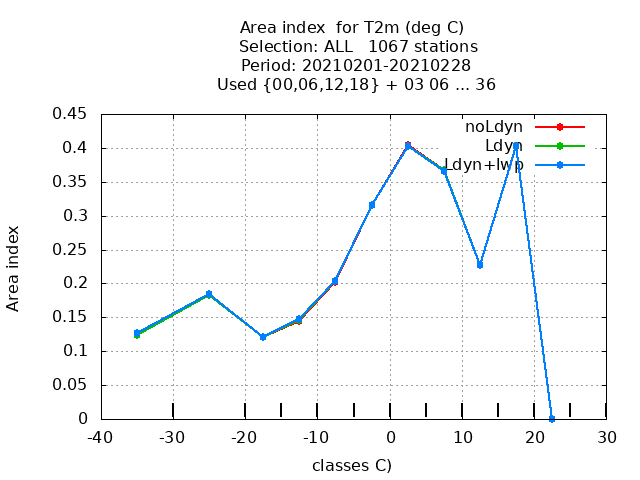 Area index  for T2m (deg C)
Selection: ALL   1067 stations
Period: 20210201-20210228
Used {00,06,12,18} + 03 06 ... 36
0.45
noLdyn
0.4
Ldyn
Ldyn+lwp
0.35
0.3
0.25
Area index
0.2
0.15
0.1
0.05
0
-40 -30 -20 -10 0 10 20 30
classes C)